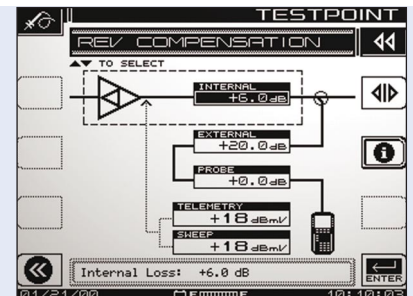 TESTPOINT
REV COMPENSATION
▲▼ TO SELECT
INTERNAL
+6.0dB
EXTERNAL
+20.0dB
PROBE
+0.0dB
TELEMETRY
+18dBmV
SWEEP
+18dBmV
ENTER
Internal Loss: +6.0 dB
01/21/00
E
F
10:10:03